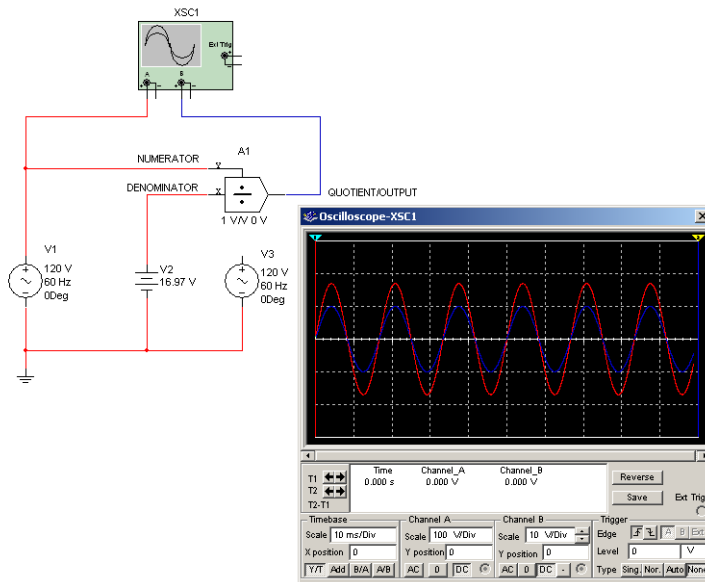 XSC1
Ext Trig
A B
A1
NUMERATOR Y
DENOMINATOR X
QUOTIENT/OUTPUT
1 V/V 0 V
V1
120 V
60 Hz
0Deg
V2
16.97 V
V3
120 V
60 Hz
0Deg
Oscilloscope-XSC1
Time Channel_A Channel_B
T1 0.000 s 0.000 V 0.000 V
T2
T2-T1
Reverse
Save
Ext Trig
Timebase
Scale 10 ms/Div
X position 0
Y/T Add B/A A/B
Channel A
Scale 100 V/Div
Y position 0
AC 0 DC
Channel B
Scale 10 V/Div
Y position 0
AC 0 DC -
Trigger
Edge A B Ext
Level 0 V
Type Sing. Nor. Auto None